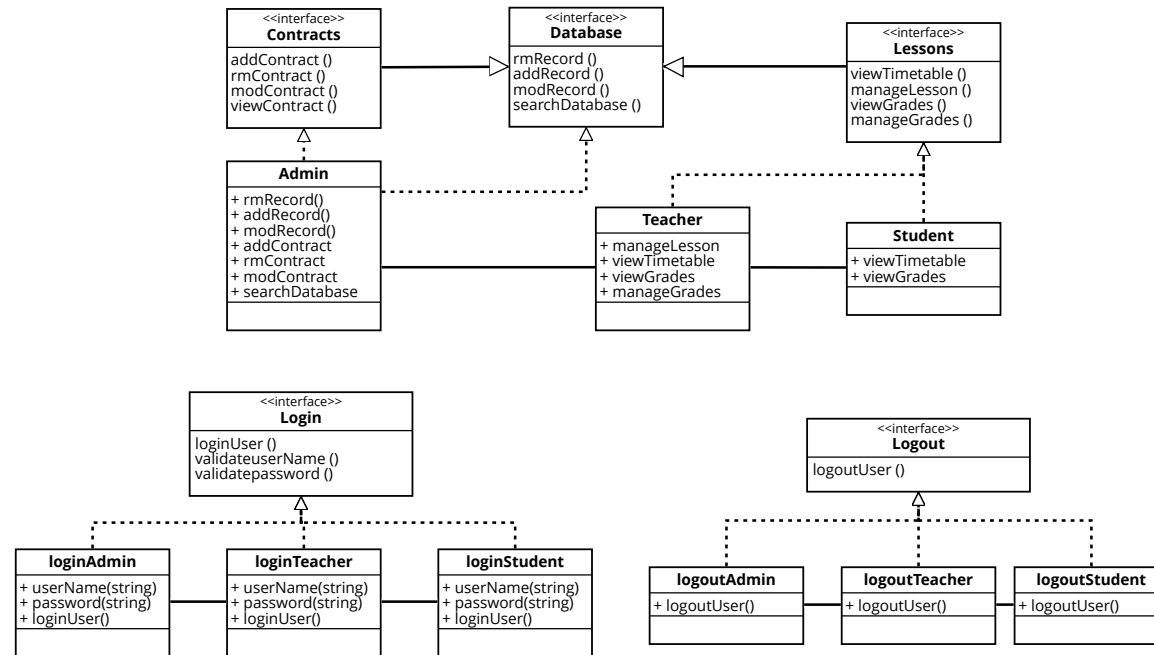 <<interface>>
Contracts
addContract ()
rmContract ()
modContract ()
viewContract ()
<<interface>>
Database
rmRecord ()
addRecord ()
modRecord ()
searchDatabase ()
<<interface>>
Lessons
viewTimetable ()
manageLesson ()
viewGrades ()
manageGrades ()
Admin
+ rmRecord()
+ addRecord()
+ modRecord()
+ addContract
+ rmContract
+ modContract
+ searchDatabase
Teacher
+ manageLesson
+ viewTimetable
+ viewGrades
+ manageGrades
Student
+ viewTimetable
+ viewGrades
<<interface>>
Login
loginUser ()
validateuserName ()
validatepassword ()
<<interface>>
Logout
logoutUser ()
loginAdmin
+ userName(string)
+ password(string)
+ loginUser()
loginTeacher
+ userName(string)
+ password(string)
+ loginUser()
loginStudent
+ userName(string)
+ password(string)
+ loginUser()
logoutAdmin
+ logoutUser()
logoutTeacher
+ logoutUser()
logoutStudent
+ logoutUser()